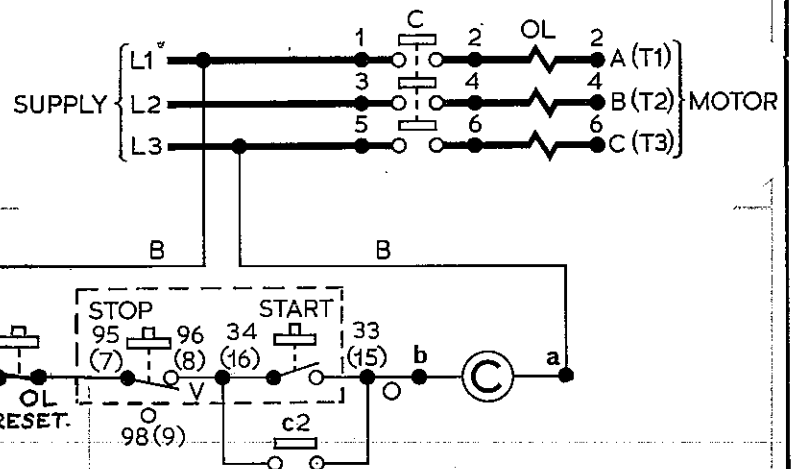 C
1 2 OL 2
L1 A (T1)
3 4 4
SUPPLY L2 B (T2) MOTOR
5 6 6
L3 C (T3)
B B
STOP START
95 96 34 33
(7) (8) (16) (15) b a
C
V O
OL
RESET.
98(9)
c2